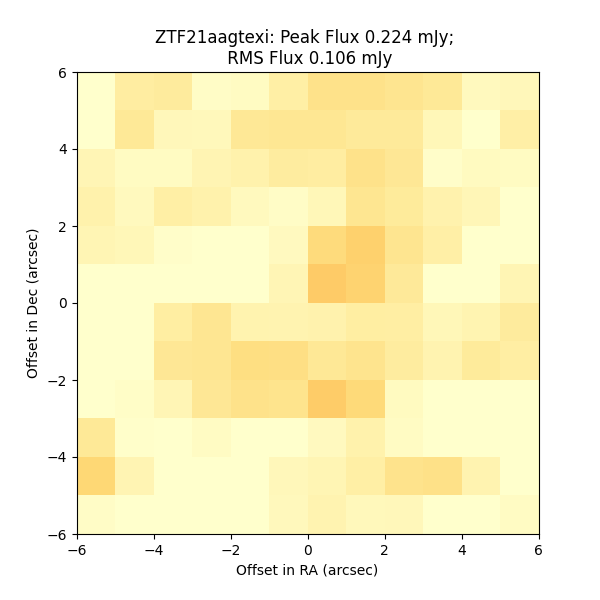 ZTF21aagtexi: Peak Flux 0.224 mJy;
RMS Flux 0.106 mJy
6
4
2
0
−2
−4
−6
Offset in Dec (arcsec)
−6 −4 −2 0 2 4 6
Offset in RA (arcsec)